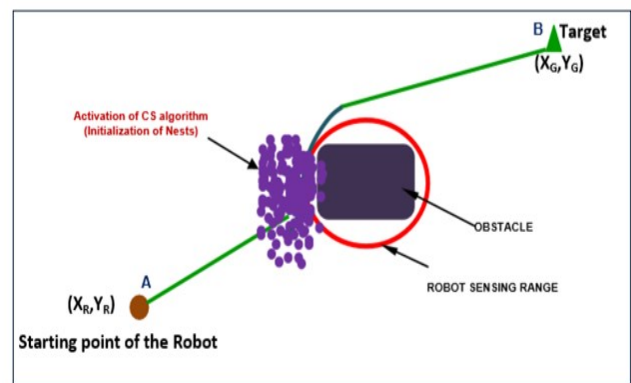 B Target
(X_G,Y_G)
Activation of CS algorithm
(Initialization of Nests)
OBSTACLE
ROBOT SENSING RANGE
A
(X_R,Y_R)
Starting point of the Robot